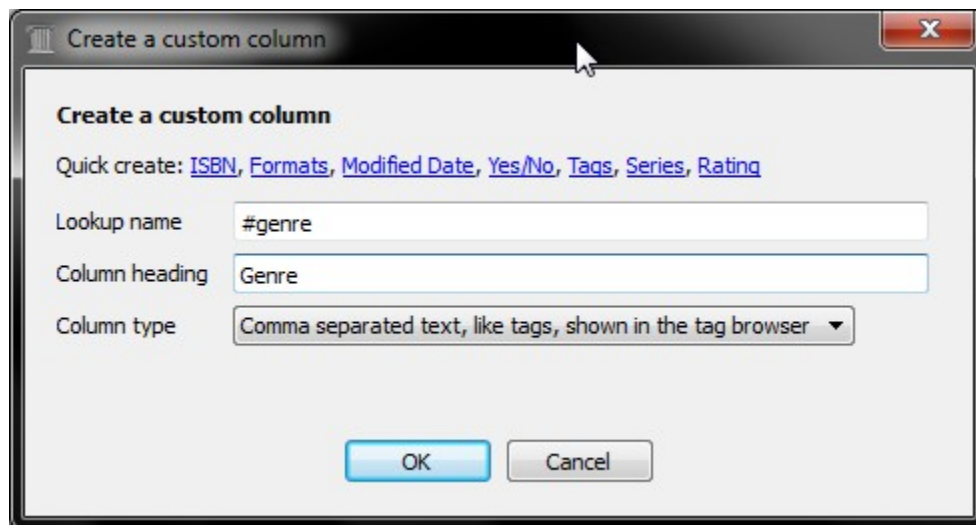 Create a custom column
Create a custom column
Quick create: ISBN, Formats, Modified Date, Yes/No, Tags, Series, Rating
Lookup name #genre
Column heading Genre
Column type Comma separated text, like tags, shown in the tag browser
OK Cancel